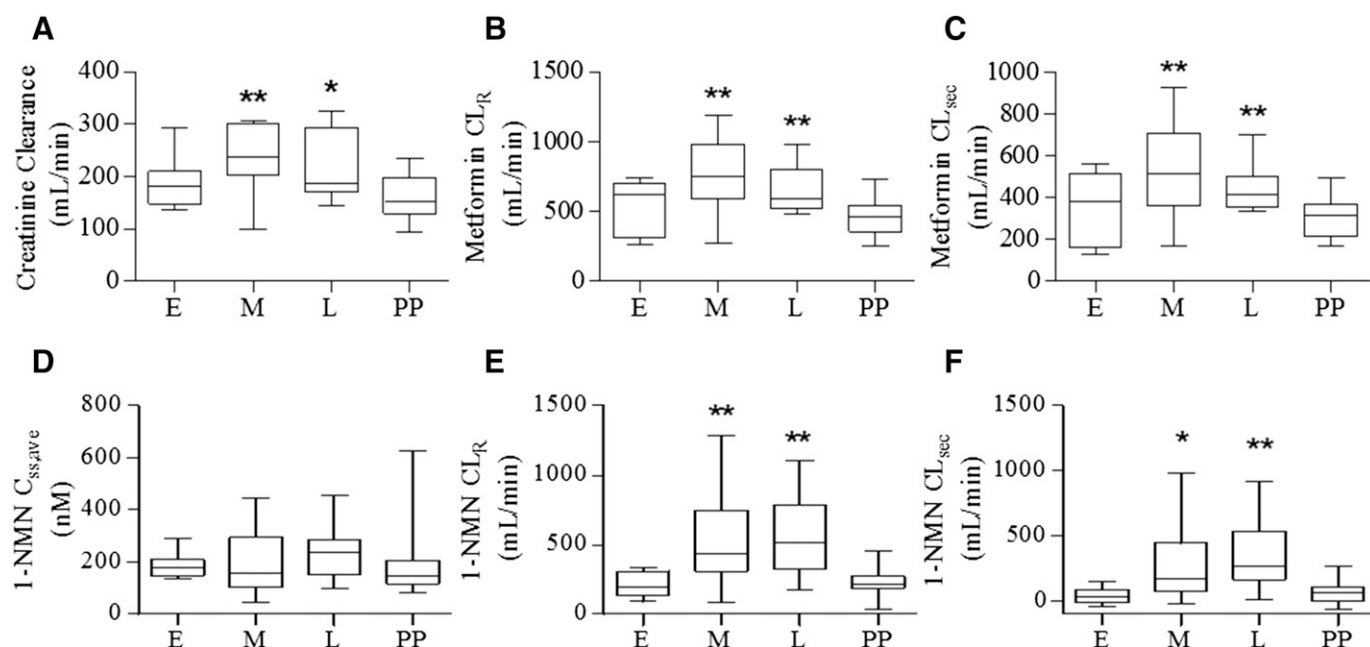 A
Creatinine Clearance
(mL/min)
400
300
200
100
0
**
*
E M L PP
B
Metformin CLR
(mL/min)
1500
1000
500
0
**
**
E M L PP
C
Metformin CLsec
(mL/min)
1000
800
600
400
200
0
**
**
E M L PP
D
1-NMN Css,ave
(nM)
800
600
400
200
0
E M L PP
E
1-NMN CLR
(mL/min)
1500
1000
500
0
**
**
E M L PP
F
1-NMN CLsec
(mL/min)
1500
1000
500
0
*
**
E M L PP